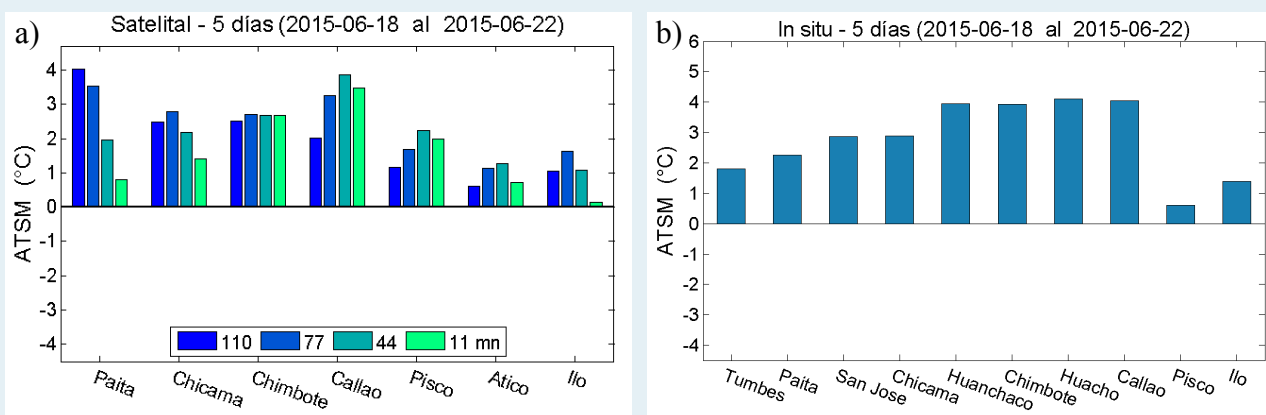 a)
Satelital - 5 días (2015-06-18 al 2015-06-22)
ATSM (°C)
4
3
2
1
0
-1
-2
-3
-4
110 77 44 11 mn
Paita Chicama Chimbote Callao Pisco Atico Ilo
b)
In situ - 5 días (2015-06-18 al 2015-06-22)
ATSM (°C)
6
5
4
3
2
1
0
-1
-2
-3
-4
Tumbes Paita San Jose Chicama Huanchaco Chimbote Huacho Callao Pisco Ilo